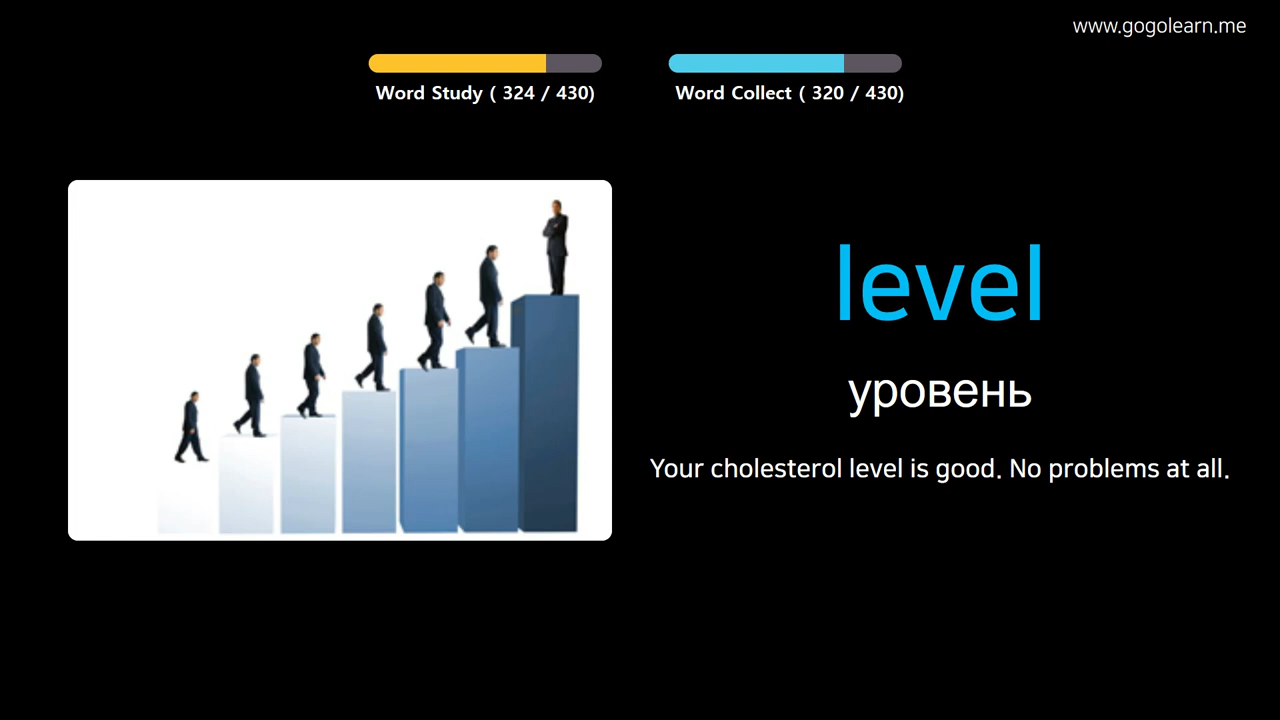 www.gogolearn.me
Word Study ( 324 / 430)
Word Collect ( 320 / 430)
level
уровень
Your cholesterol level is good. No problems at all.